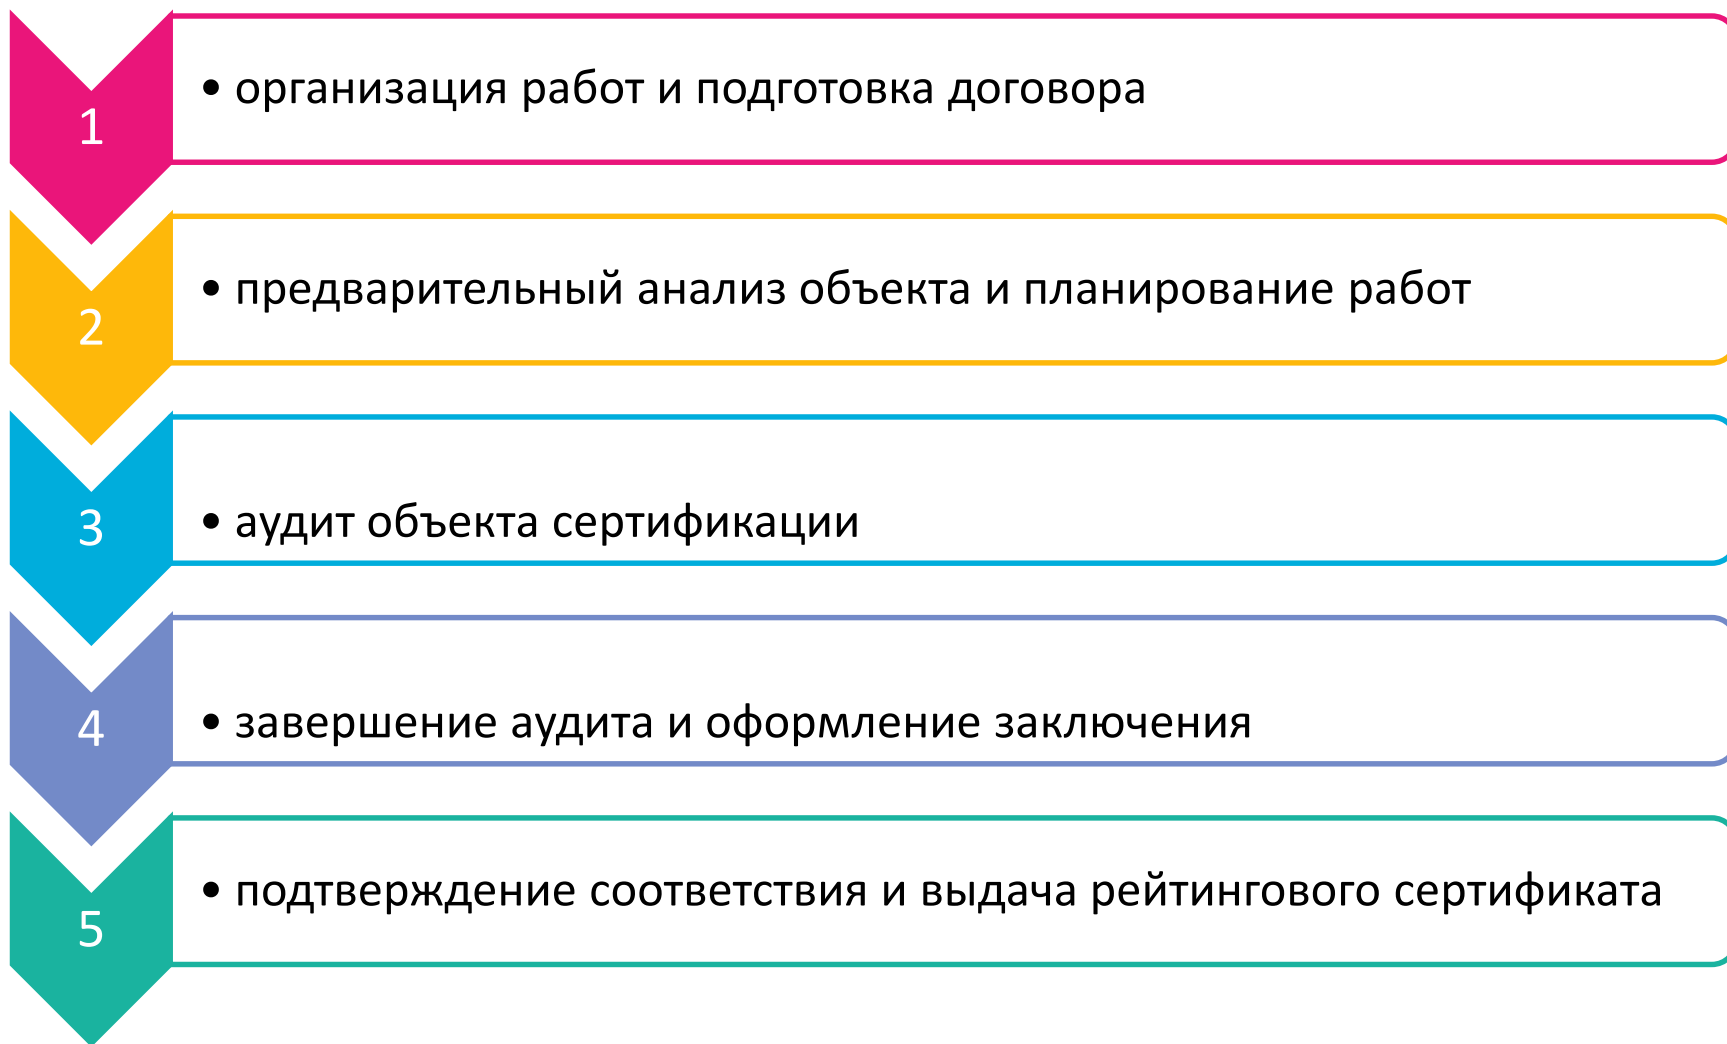 1
• организация работ и подготовка договора
2
• предварительный анализ объекта и планирование работ
3
• аудит объекта сертификации
4
• завершение аудита и оформление заключения
5
• подтверждение соответствия и выдача рейтингового сертификата